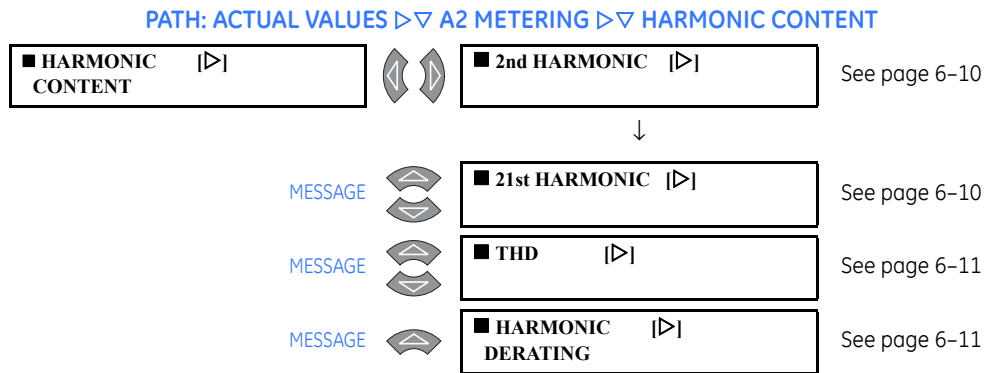 PATH: ACTUAL VALUES ▷▽ A2 METERING ▷▽ HARMONIC CONTENT
■ HARMONIC [▷]
CONTENT
■ 2nd HARMONIC [▷]
See page 6–10
↓
MESSAGE
■ 21st HARMONIC [▷]
See page 6–10
MESSAGE
■ THD [▷]
See page 6–11
MESSAGE
■ HARMONIC [▷]
DERATING
See page 6–11